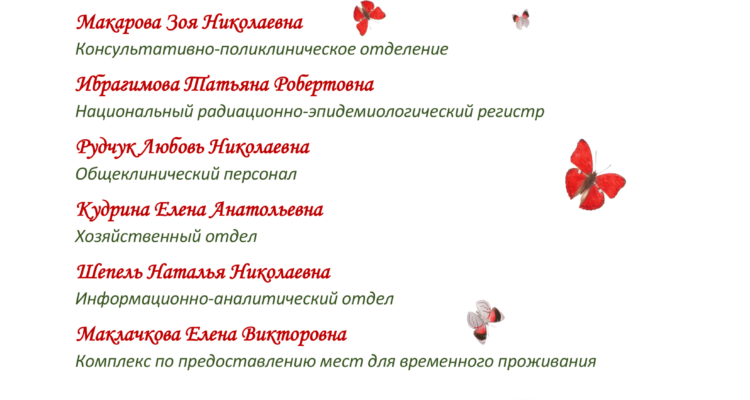 Макарова Зоя Николаевна
Консультативно-поликлиническое отделение
Ибрагимова Татьяна Робертовна
Национальный радиационно-эпидемиологический регистр
Рудчук Любовь Николаевна
Общеклинический персонал
Кудрина Елена Анатольевна
Хозяйственный отдел
Шепель Наталья Николаевна
Информационно-аналитический отдел
Маклачкова Елена Викторовна
Комплекс по предоставлению мест для временного проживания